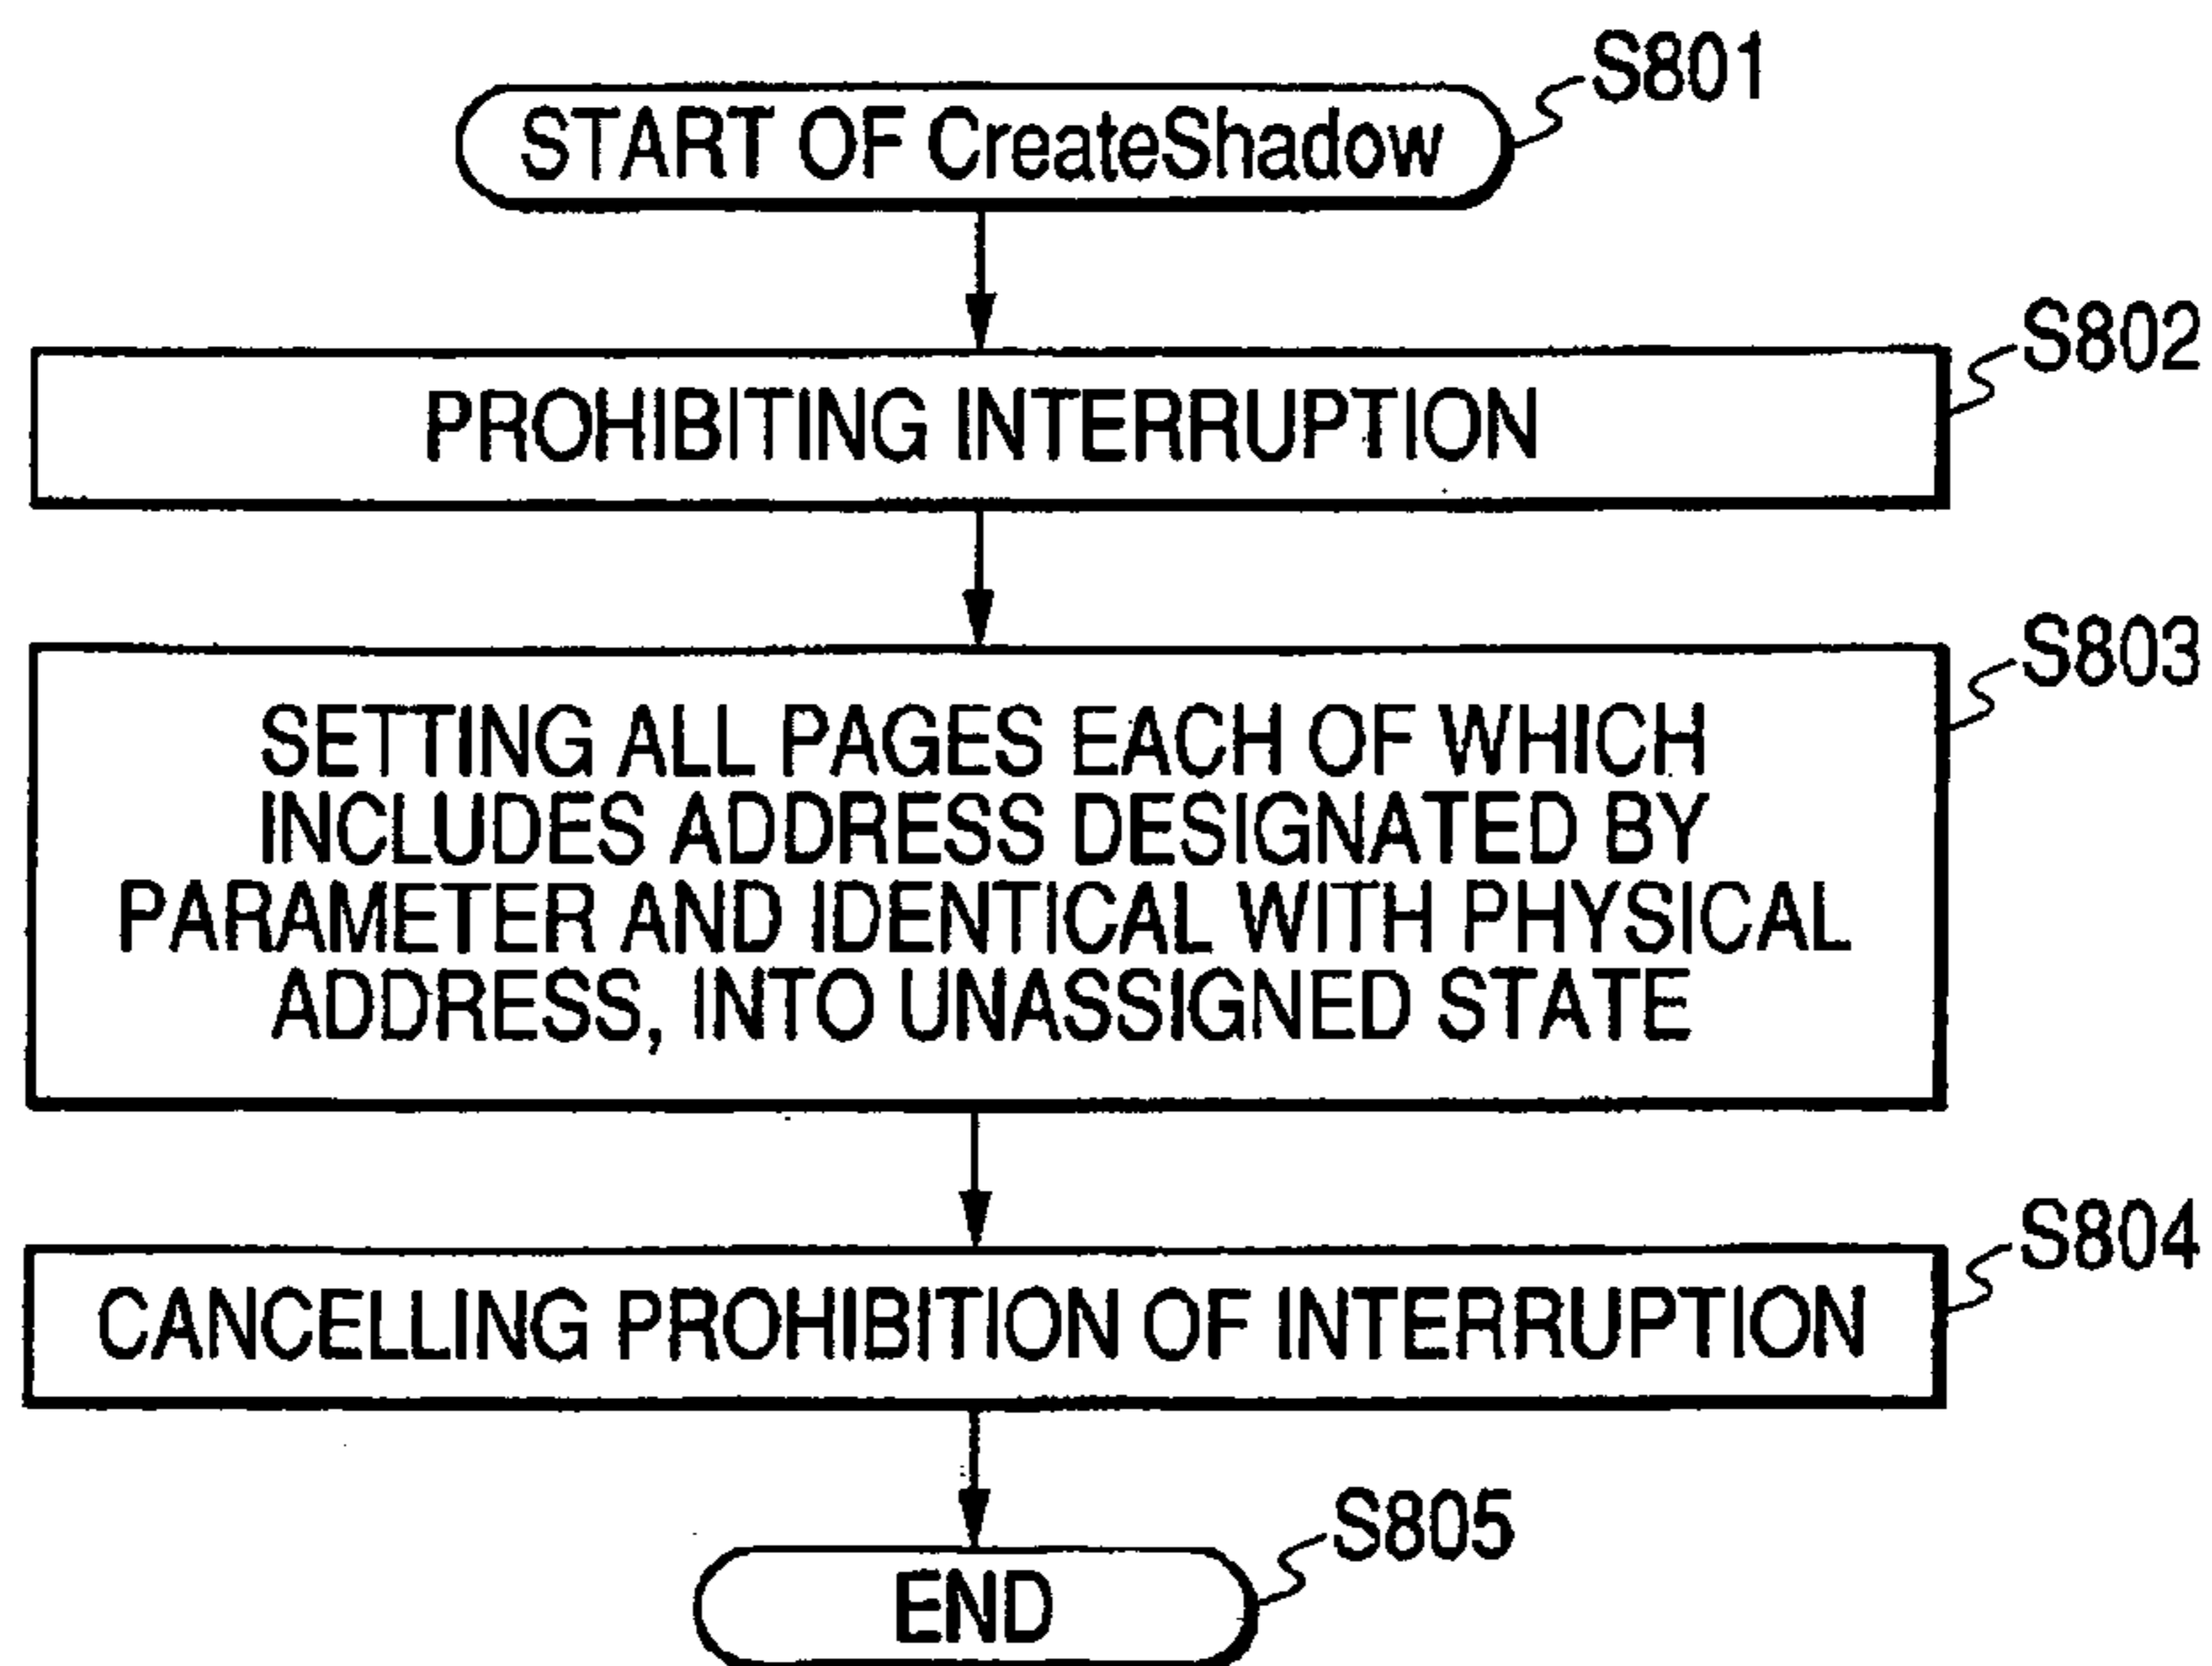 S801
START OF CreateShadow
S802
PROHIBITING INTERRUPTION
S803
SETTING ALL PAGES EACH OF WHICH
INCLUDES ADDRESS DESIGNATED BY
PARAMETER AND IDENTICAL WITH PHYSICAL
ADDRESS, INTO UNASSIGNED STATE
S804
CANCELLING PROHIBITION OF INTERRUPTION
S805
END